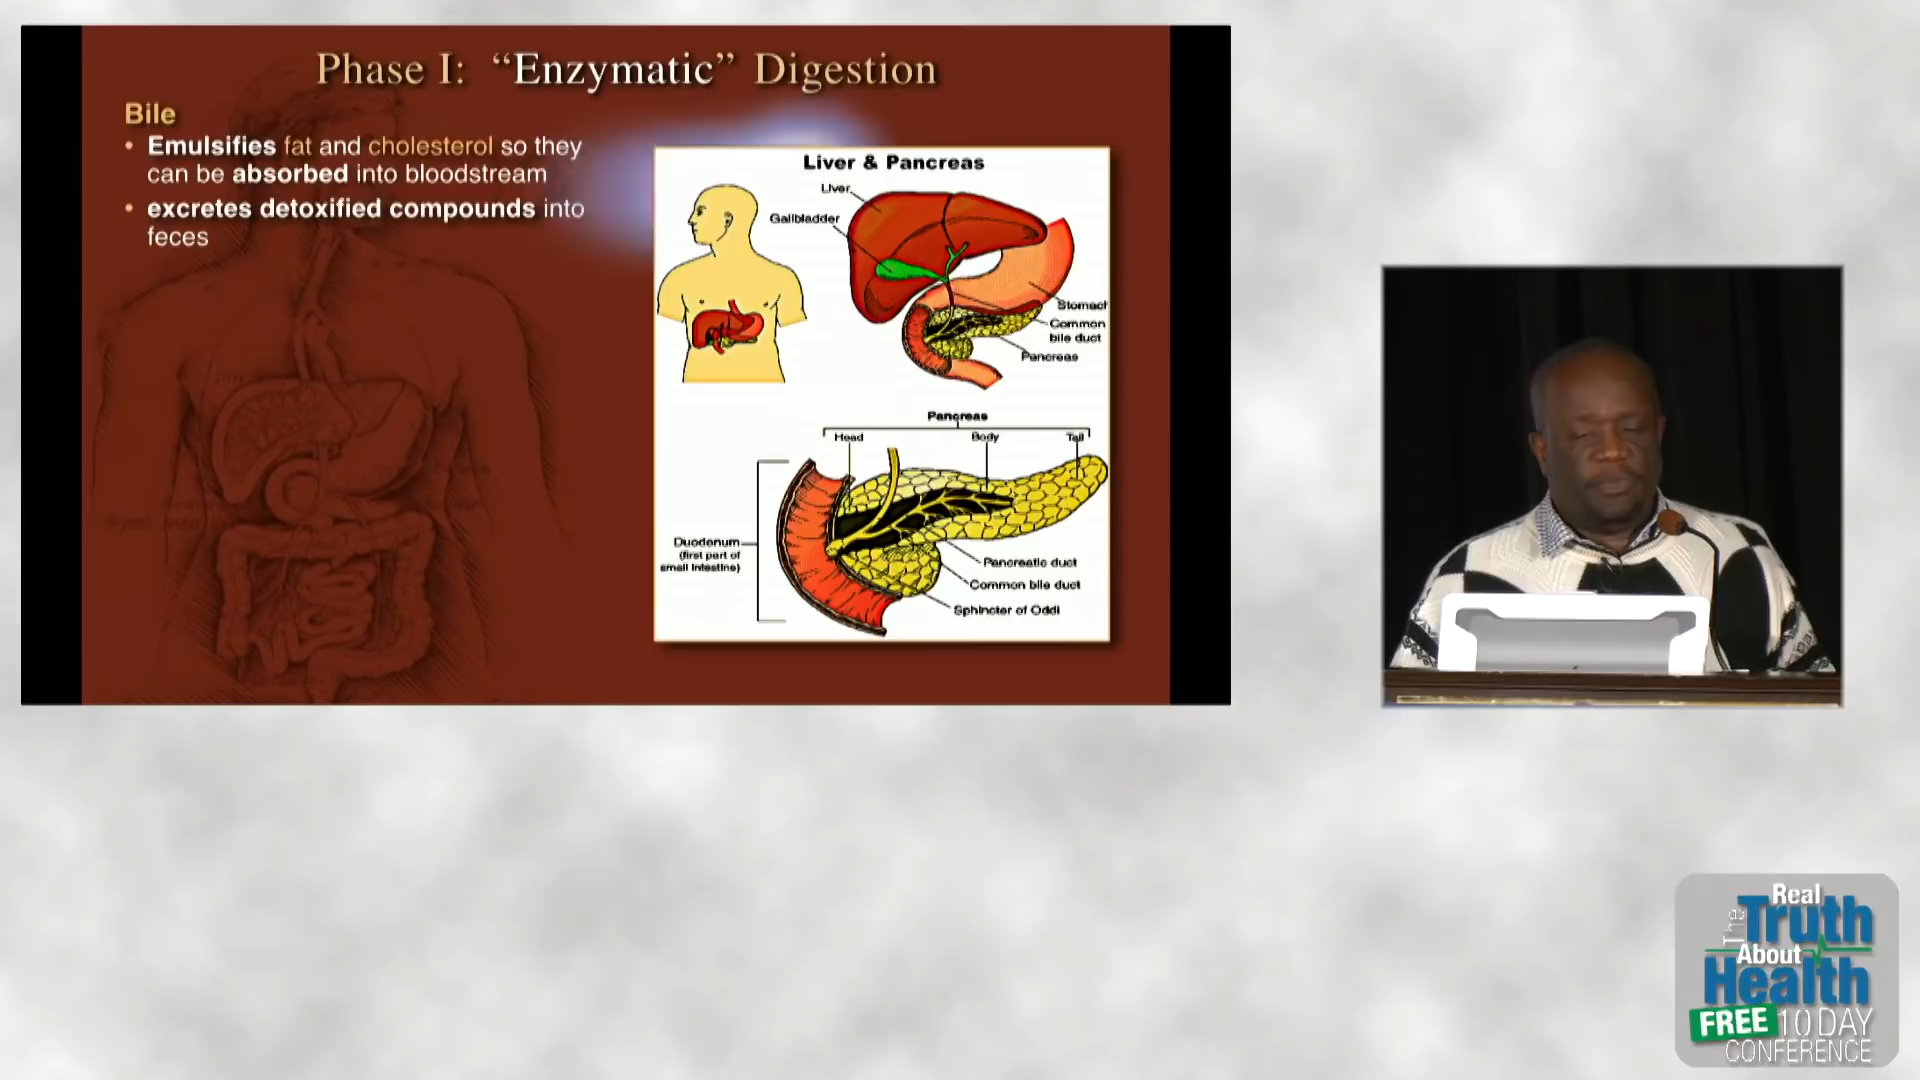 Phase I: “Enzymatic” Digestion
Bile
• Emulsifies fat and cholesterol so they
can be absorbed into bloodstream
• excretes detoxified compounds into
feces
Liver & Pancreas
Liver
Gallbladder
Stomach
Common
bile duct
Pancreas
Pancreas
Head
Body
Tail
Duodenum
(first part of
small intestine)
Pancreatic duct
Common bile duct
Sphincter of Oddi
The Real
Truth
About
Health
FREE 10 DAY
CONFERENCE